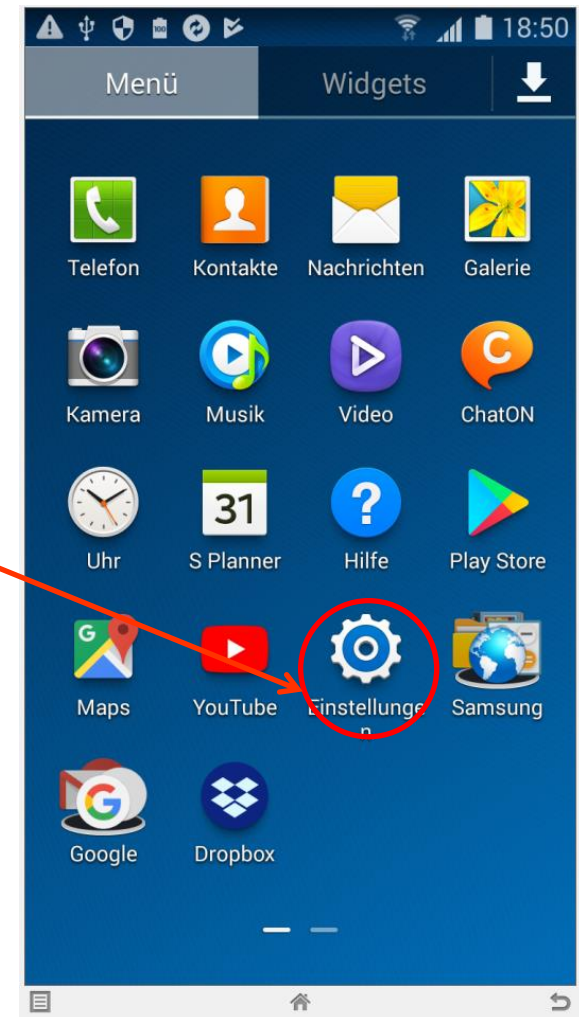 100 18:50
Menü Widgets
Telefon Kontakte Nachrichten Galerie
C
Kamera Musik Video ChatON
31 ?
Uhr S Planner Hilfe Play Store
G
Maps YouTube Einstellunge Samsung
n
G
Google Dropbox